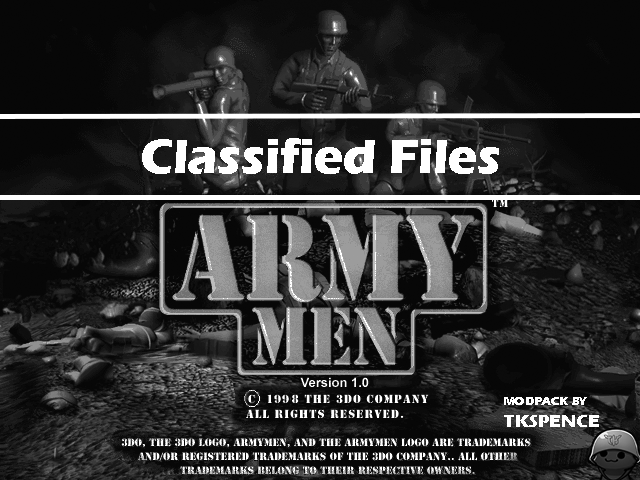 Classified Files
ARMY™
MEN
Version 1.0
© 1998 THE 3DO COMPANY
ALL RIGHTS RESERVED.
MODPACK BY
TKSPENCE
3DO, THE 3DO LOGO, ARMYMEN, AND THE ARMYMEN LOGO ARE TRADEMARKS
AND/OR REGISTERED TRADEMARKS OF THE 3DO COMPANY.. ALL OTHER
TRADEMARKS BELONG TO THEIR RESPECTIVE OWNERS.